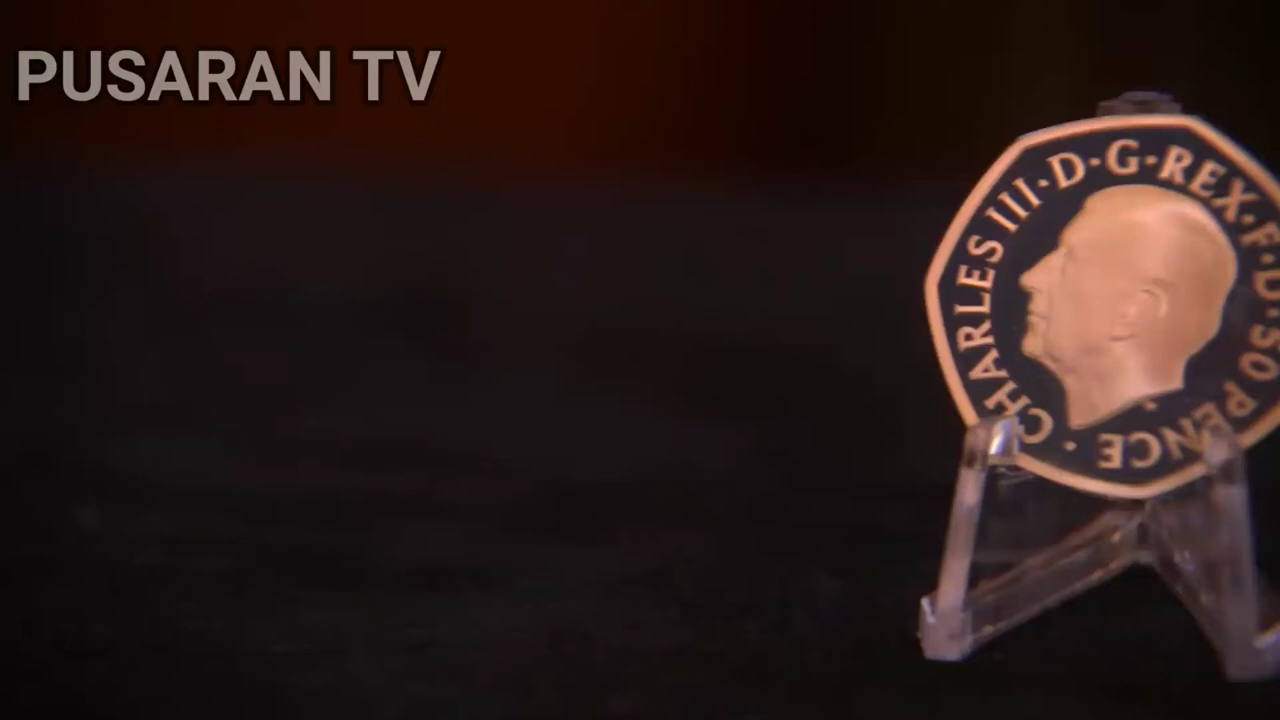 PUSARAN TV
· CHARLES III · D · G · REX · F · D · 50 PENCE